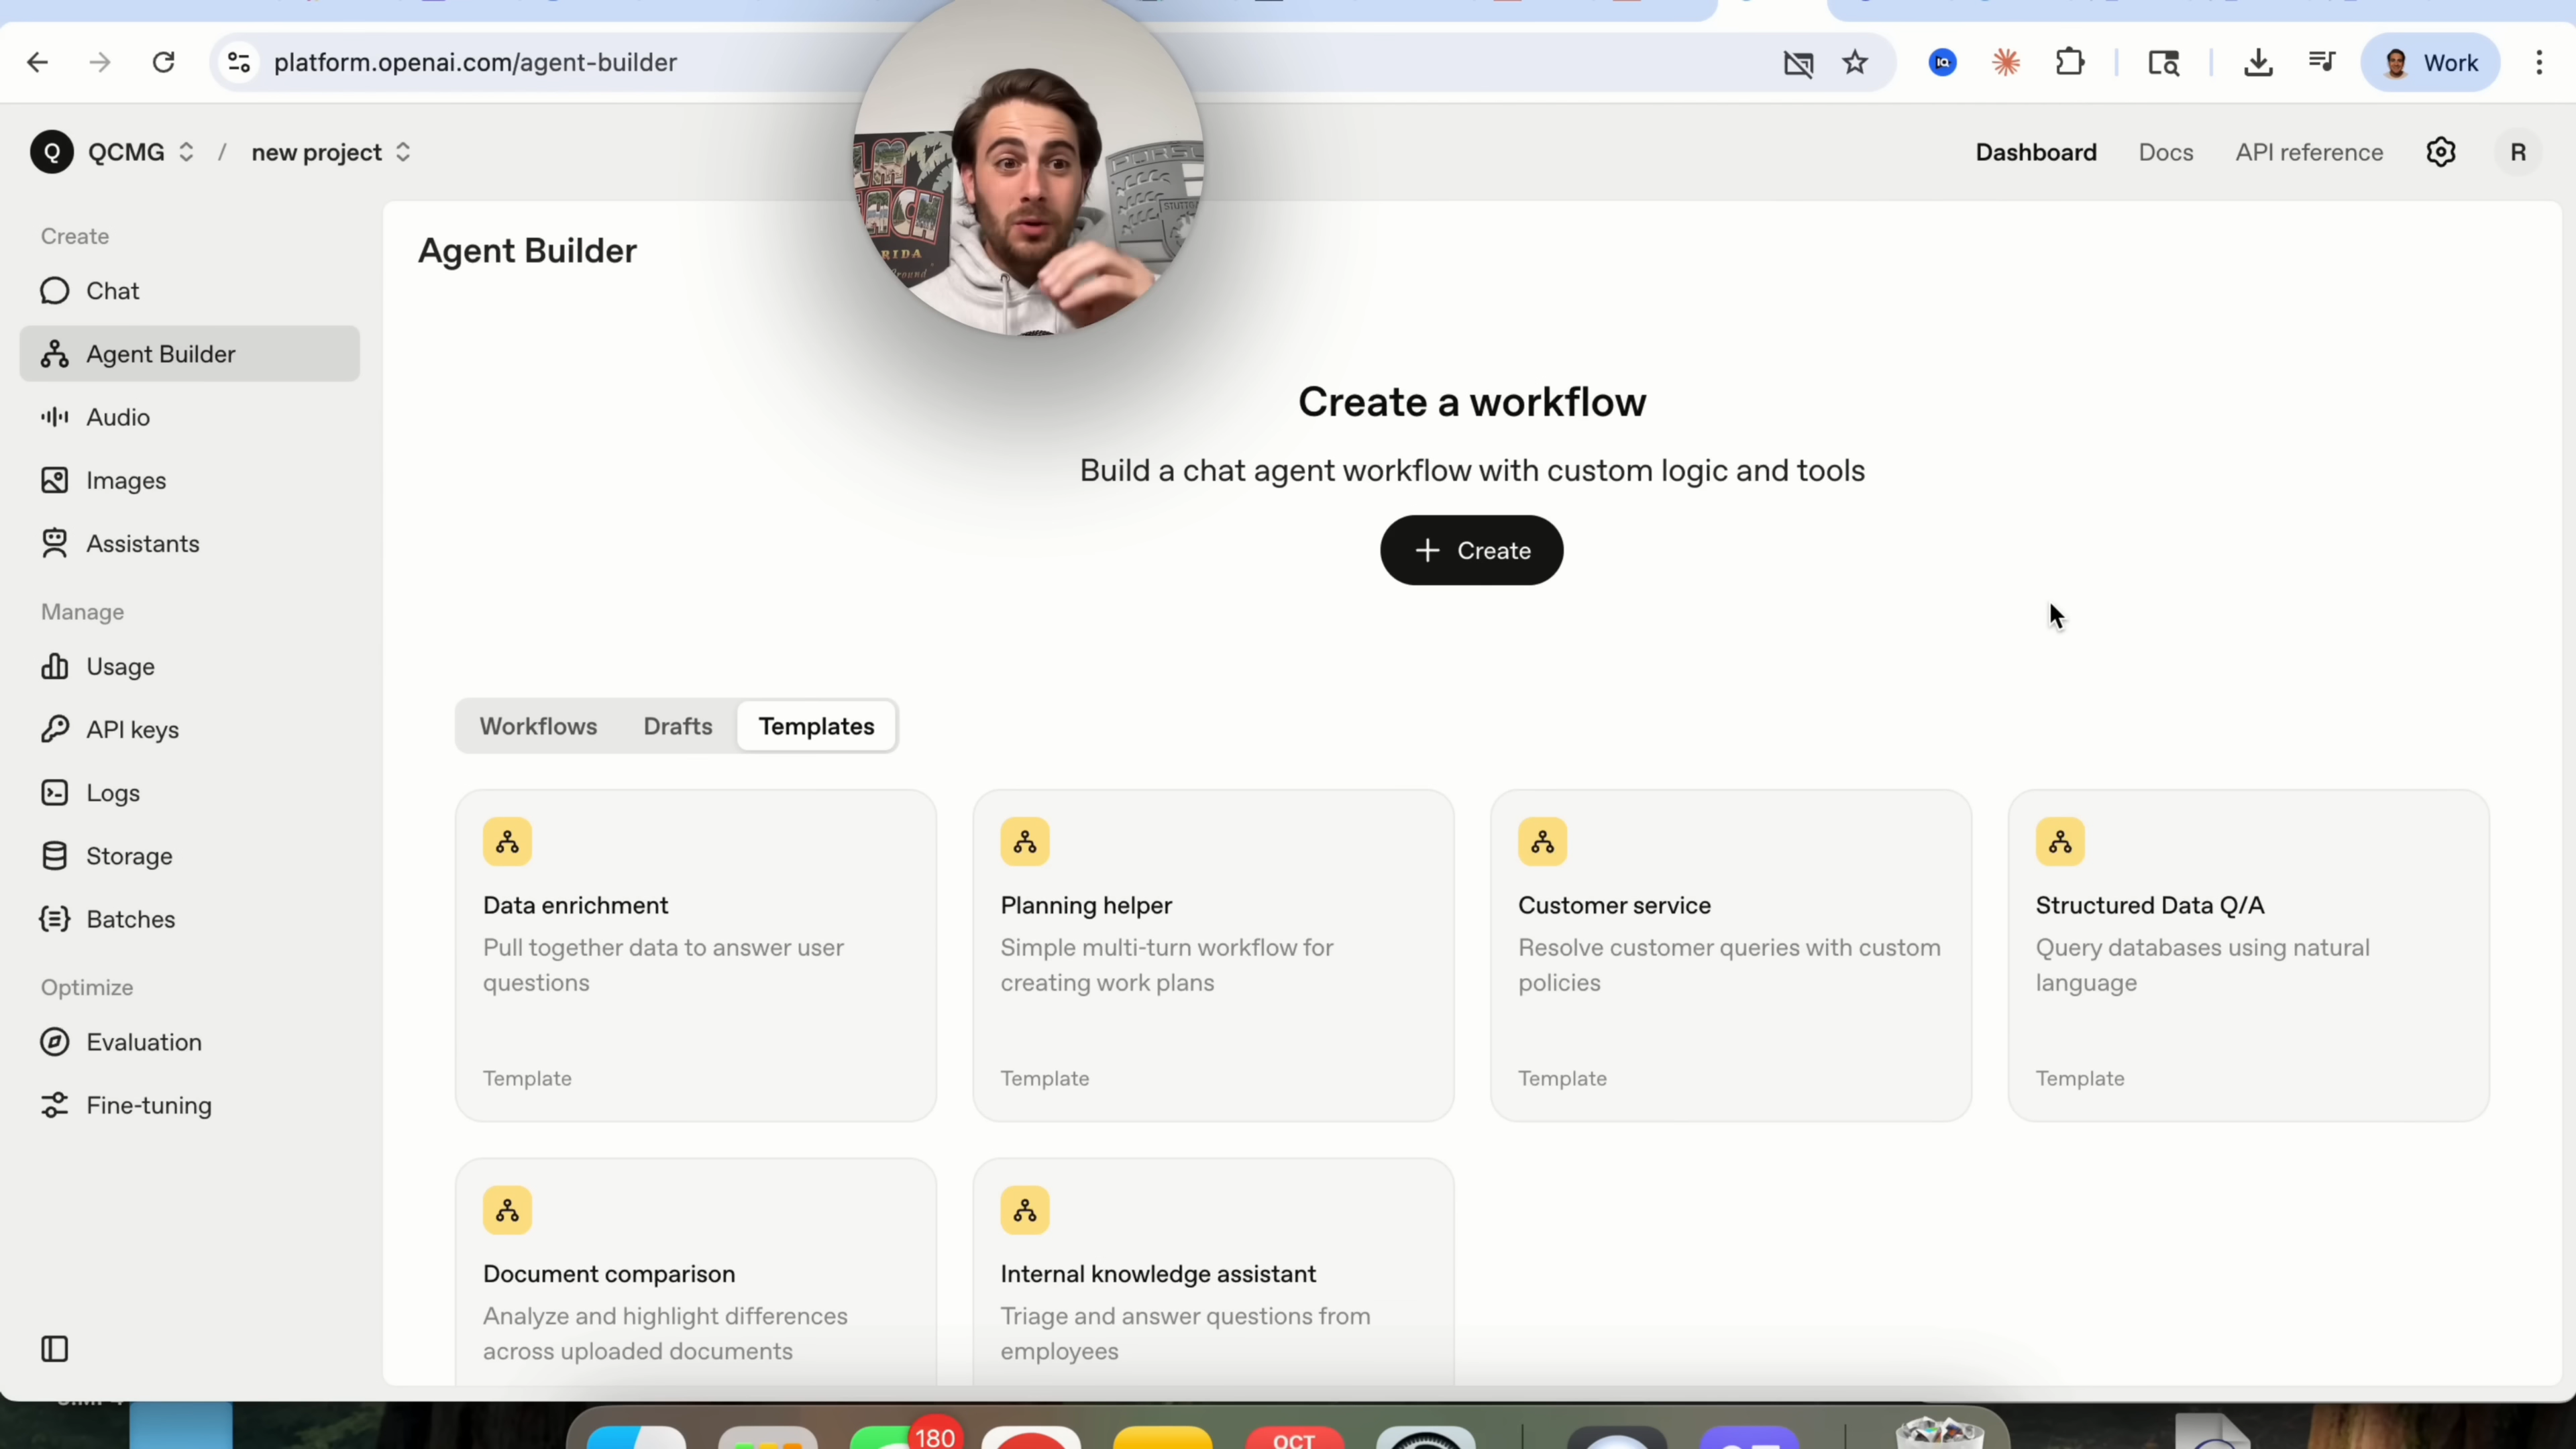 platform.openai.com/agent-builder
Work
Q QCMG / new project
Dashboard Docs API reference R
Create
Chat
Agent Builder
Audio
Images
Assistants
Manage
Usage
API keys
Logs
Storage
Batches
Optimize
Evaluation
Fine-tuning
Agent Builder
RIDA
STUTTG
Create a workflow
Build a chat agent workflow with custom logic and tools
+ Create
Workflows Drafts Templates
Data enrichment
Pull together data to answer user
questions
Template
Planning helper
Simple multi-turn workflow for
creating work plans
Template
Customer service
Resolve customer queries with custom
policies
Template
Structured Data Q/A
Query databases using natural
language
Template
Document comparison
Analyze and highlight differences
across uploaded documents
Internal knowledge assistant
Triage and answer questions from
employees
180
OCT